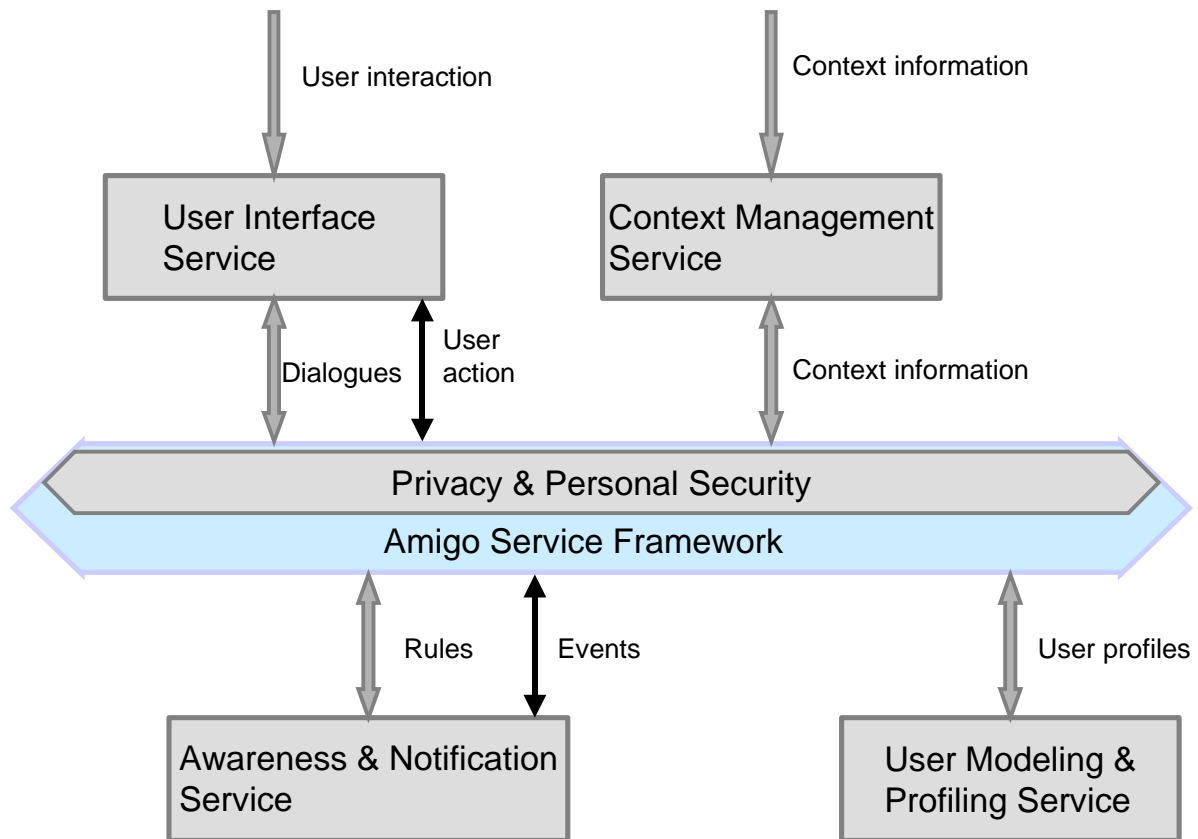 User interaction
Context information
User Interface
Service
Context Management
Service
Dialogues
User
action
Context information
Privacy & Personal Security
Amigo Service Framework
Rules
Events
User profiles
Awareness & Notification
Service
User Modeling &
Profiling Service